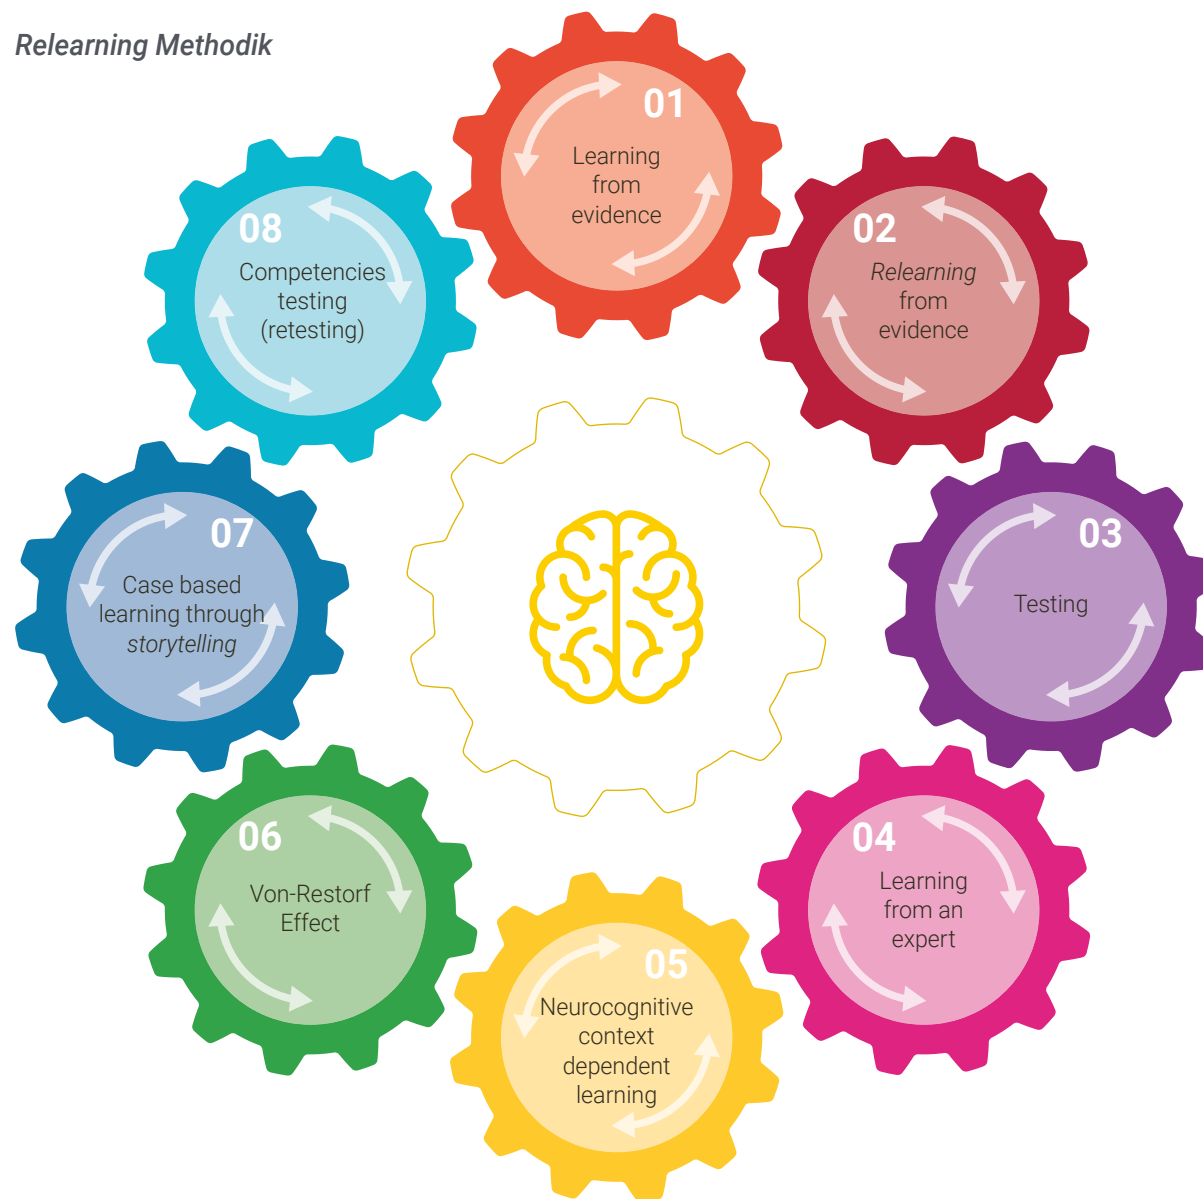 Relearning Methodik
01
Learning
from
evidence
02
Relearning
from
evidence
03
Testing
04
Learning
from an
expert
05
Neurocognitive
context
dependent
learning
06
Von-Restorf
Effect
07
Case based
learning through
storytelling
08
Competencies
testing
(retesting)